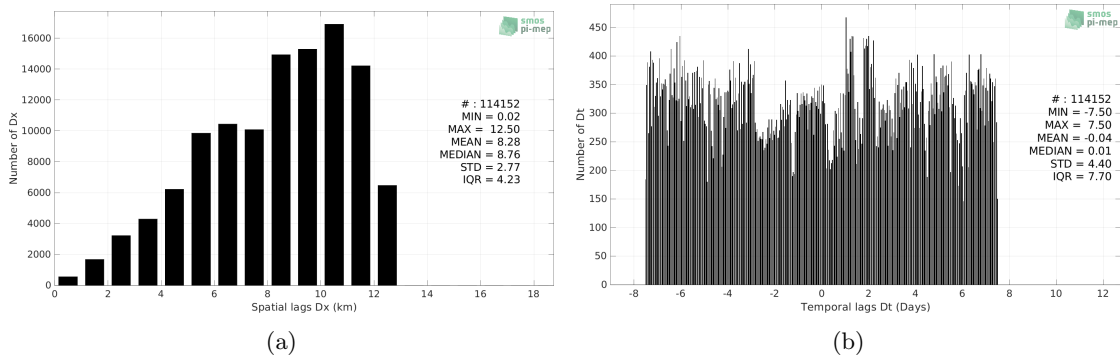 smos
pi-mep
16000
14000
12000
10000
8000
6000
4000
2000
0
Number of Dx
# : 114152
MIN = 0.02
MAX = 12.50
MEAN = 8.28
MEDIAN = 8.76
STD = 2.77
IQR = 4.23
0 2 4 6 8 10 12 14 16 18
Spatial lags Dx (km)
(a)
smos
pi-mep
450
400
350
300
250
200
150
100
50
0
Number of Dt
# : 114152
MIN = -7.50
MAX = 7.50
MEAN = -0.04
MEDIAN = 0.01
STD = 4.40
IQR = 7.70
-8 -6 -4 -2 0 2 4 6 8 10 12
Temporal lags Dt (Days)
(b)